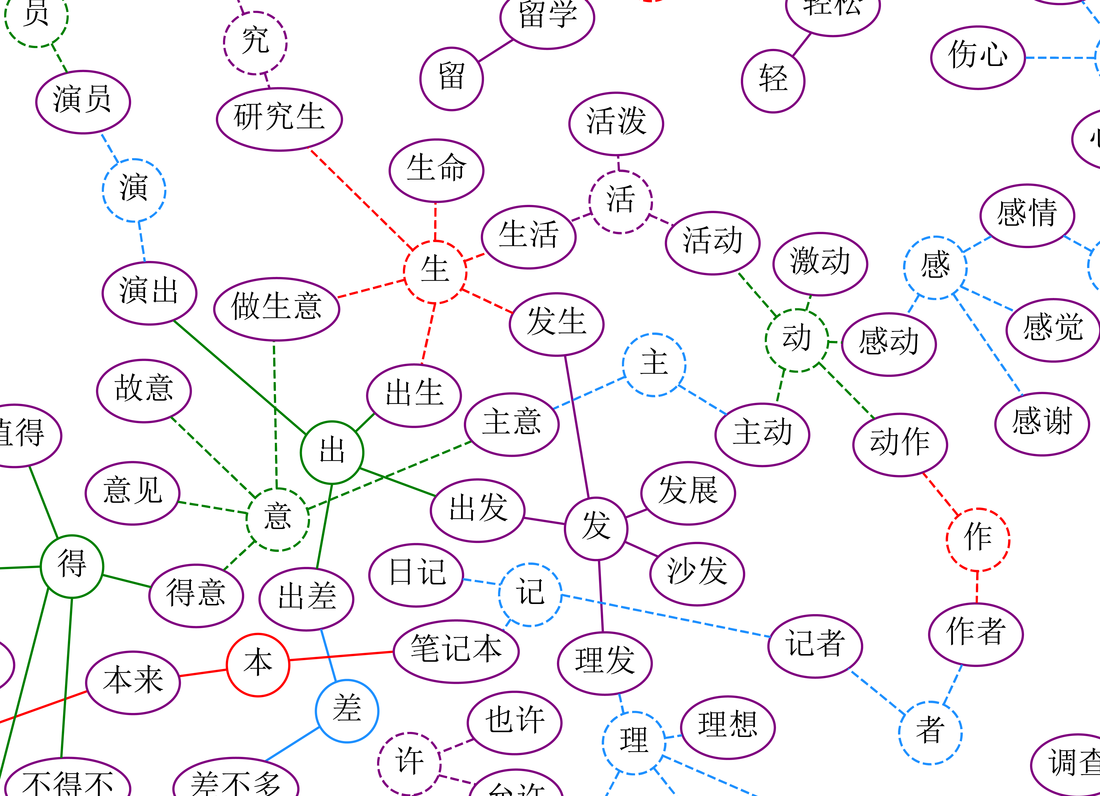 员
究
留学
轻松
留
轻
伤心
演员
研究生
活泼
生命
演
活
感情
生活
活动
激动
感
生
演出
做生意
发生
感觉
动
感动
主
故意
出生
主意
主动
感谢
值得
动作
出
意见
出发
发展
意
发
作
得
日记
沙发
得意
出差
记
作者
记者
笔记本
理发
本
本来
差
也许
理想
者
理
许
调查
不得不
差不多
允许